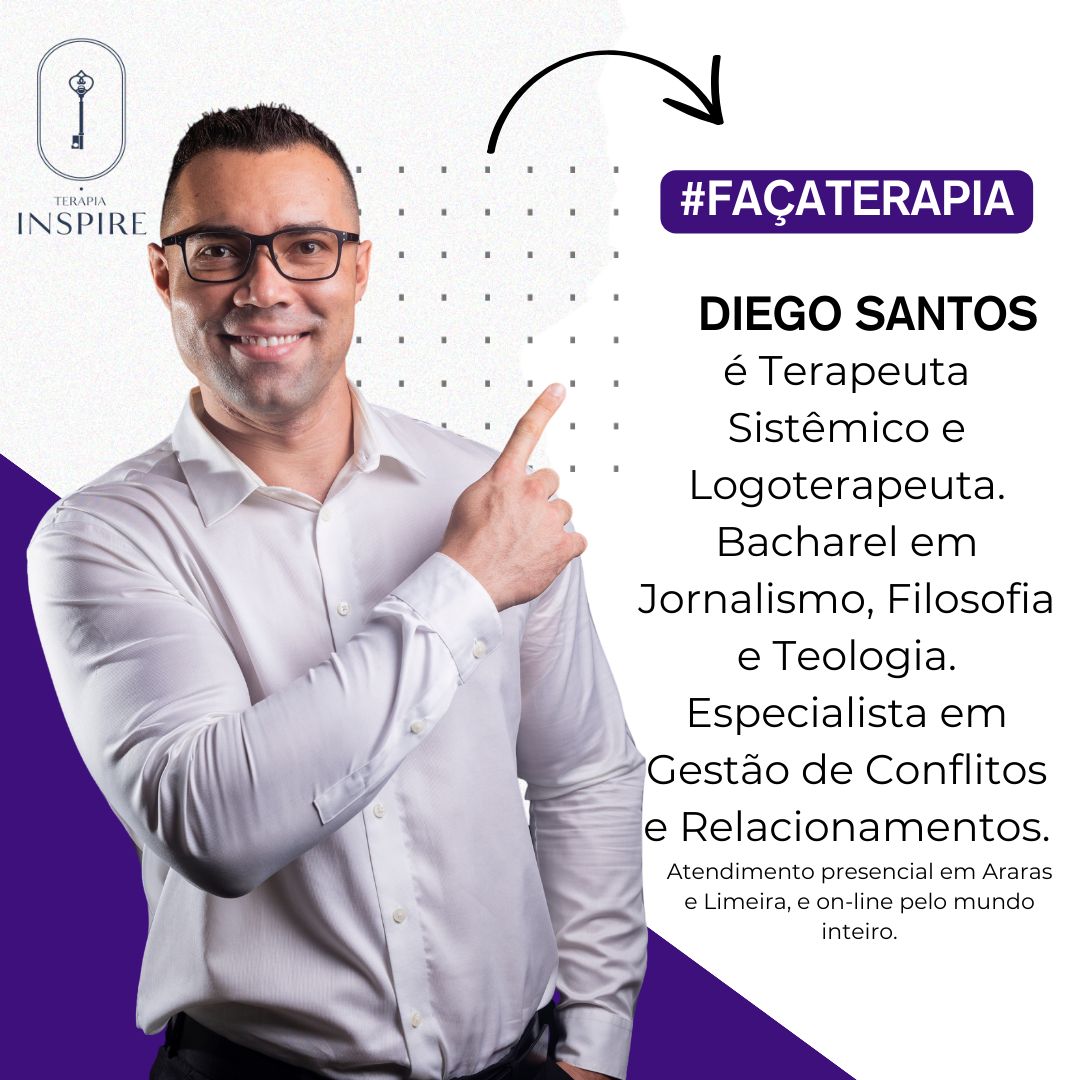 TERAPIA
INSPIRE
#FAÇATERAPIA
DIEGO SANTOS
é Terapeuta
Sistêmico e
Logoterapeuta.
Bacharel em
Jornalismo, Filosofia
e Teologia.
Especialista em
Gestão de Conflitos
e Relacionamentos.
Atendimento presencial em Araras
e Limeira, e on-line pelo mundo
inteiro.